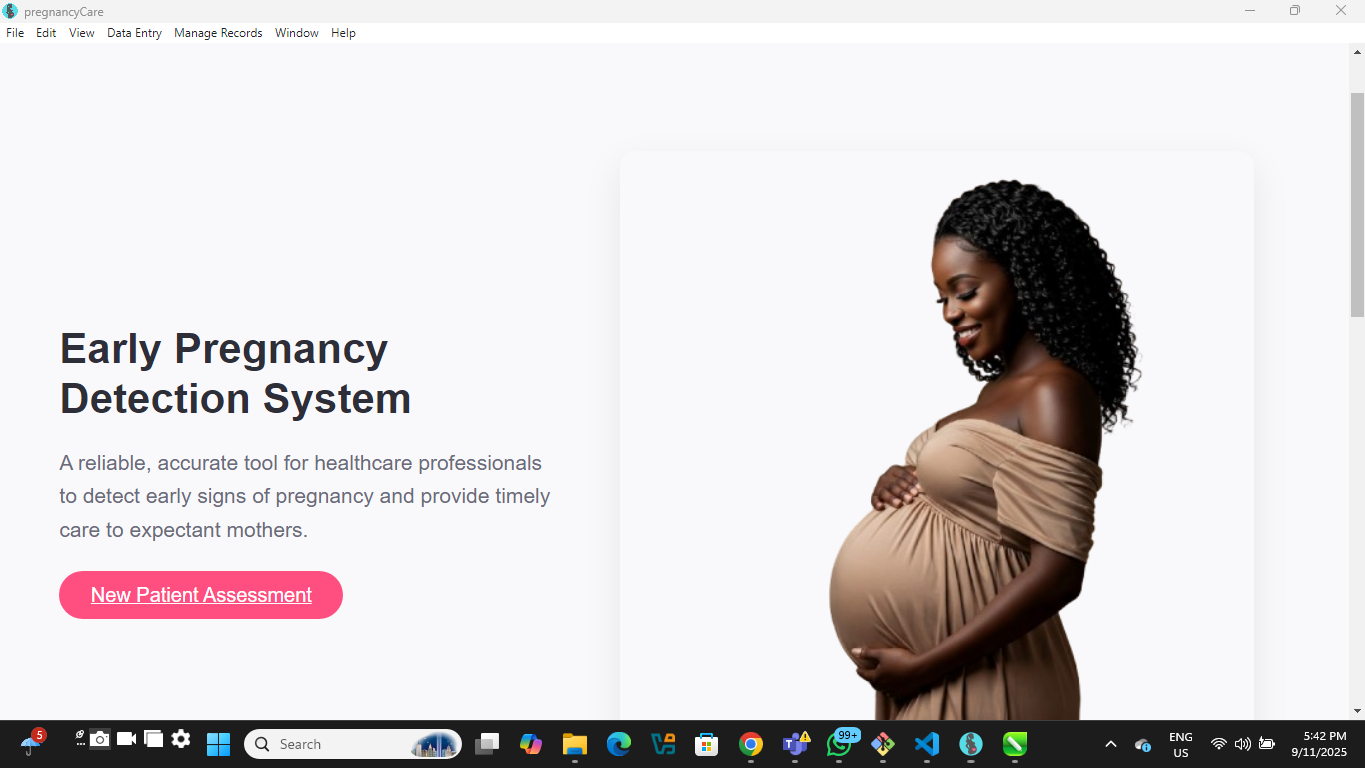 pregnancyCare
File Edit View Data Entry Manage Records Window Help
Early Pregnancy
Detection System
A reliable, accurate tool for healthcare professionals
to detect early signs of pregnancy and provide timely
care to expectant mothers.
New Patient Assessment
5
Search
99+
ENG
US
5:42 PM
9/11/2025